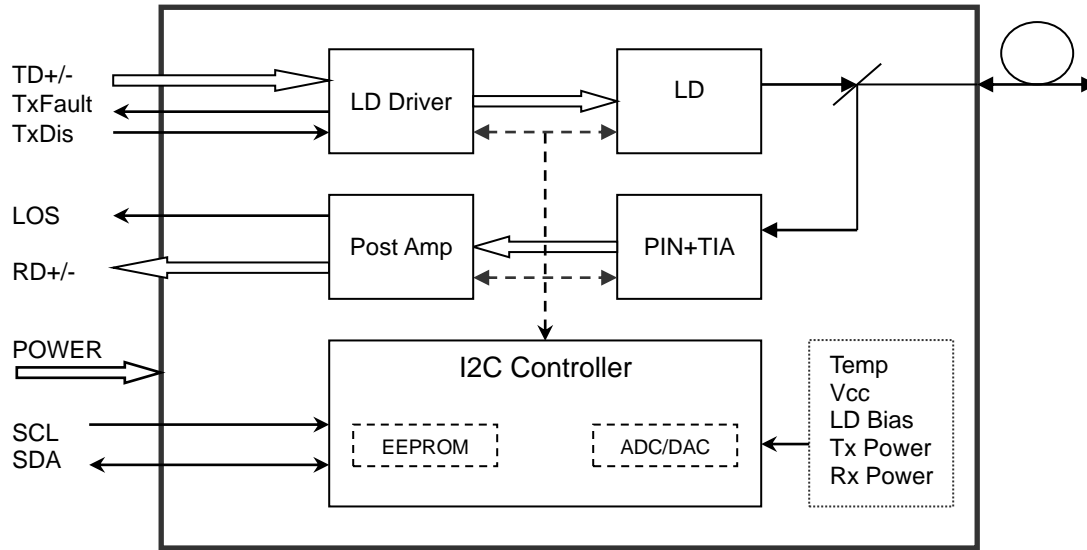 TD+/-
TxFault
TxDis
LD Driver
LD
LOS
RD+/-
Post Amp
PIN+TIA
POWER
SCL
SDA
I2C Controller
EEPROM
ADC/DAC
Temp
Vcc
LD Bias
Tx Power
Rx Power